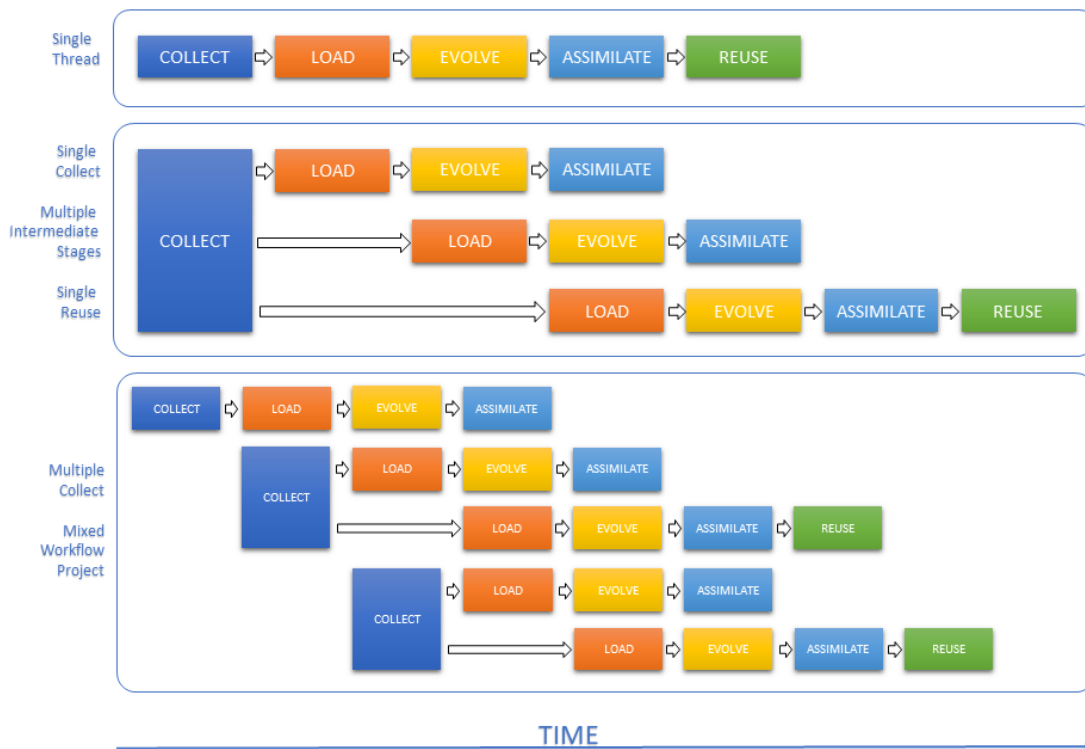 Single
Thread
COLLECT
LOAD
EVOLVE
ASSIMILATE
REUSE
Single
Collect
Multiple
Intermediate
Stages
Single
Reuse
COLLECT
LOAD
EVOLVE
ASSIMILATE
LOAD
EVOLVE
ASSIMILATE
LOAD
EVOLVE
ASSIMILATE
REUSE
Multiple
Collect
Mixed
Workflow
Project
COLLECT
LOAD
EVOLVE
ASSIMILATE
COLLECT
LOAD
EVOLVE
ASSIMILATE
LOAD
EVOLVE
ASSIMILATE
REUSE
COLLECT
LOAD
EVOLVE
ASSIMILATE
LOAD
EVOLVE
ASSIMILATE
REUSE
TIME